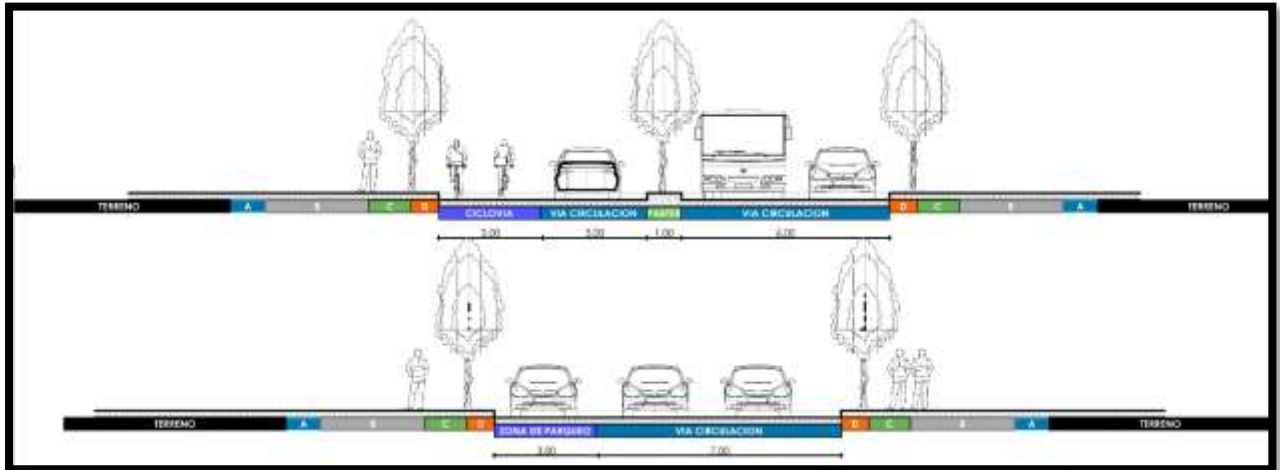 TERRENO A B C D CICLOVIA VIA CIRCULACION PARTER VIA CIRCULACION D C B A TERRENO
3.00 3.00 1.00 6.00
TERRENO A B C D ZONA DE PARQUEO VIA CIRCULACION D C B A TERRENO
3.00 7.00